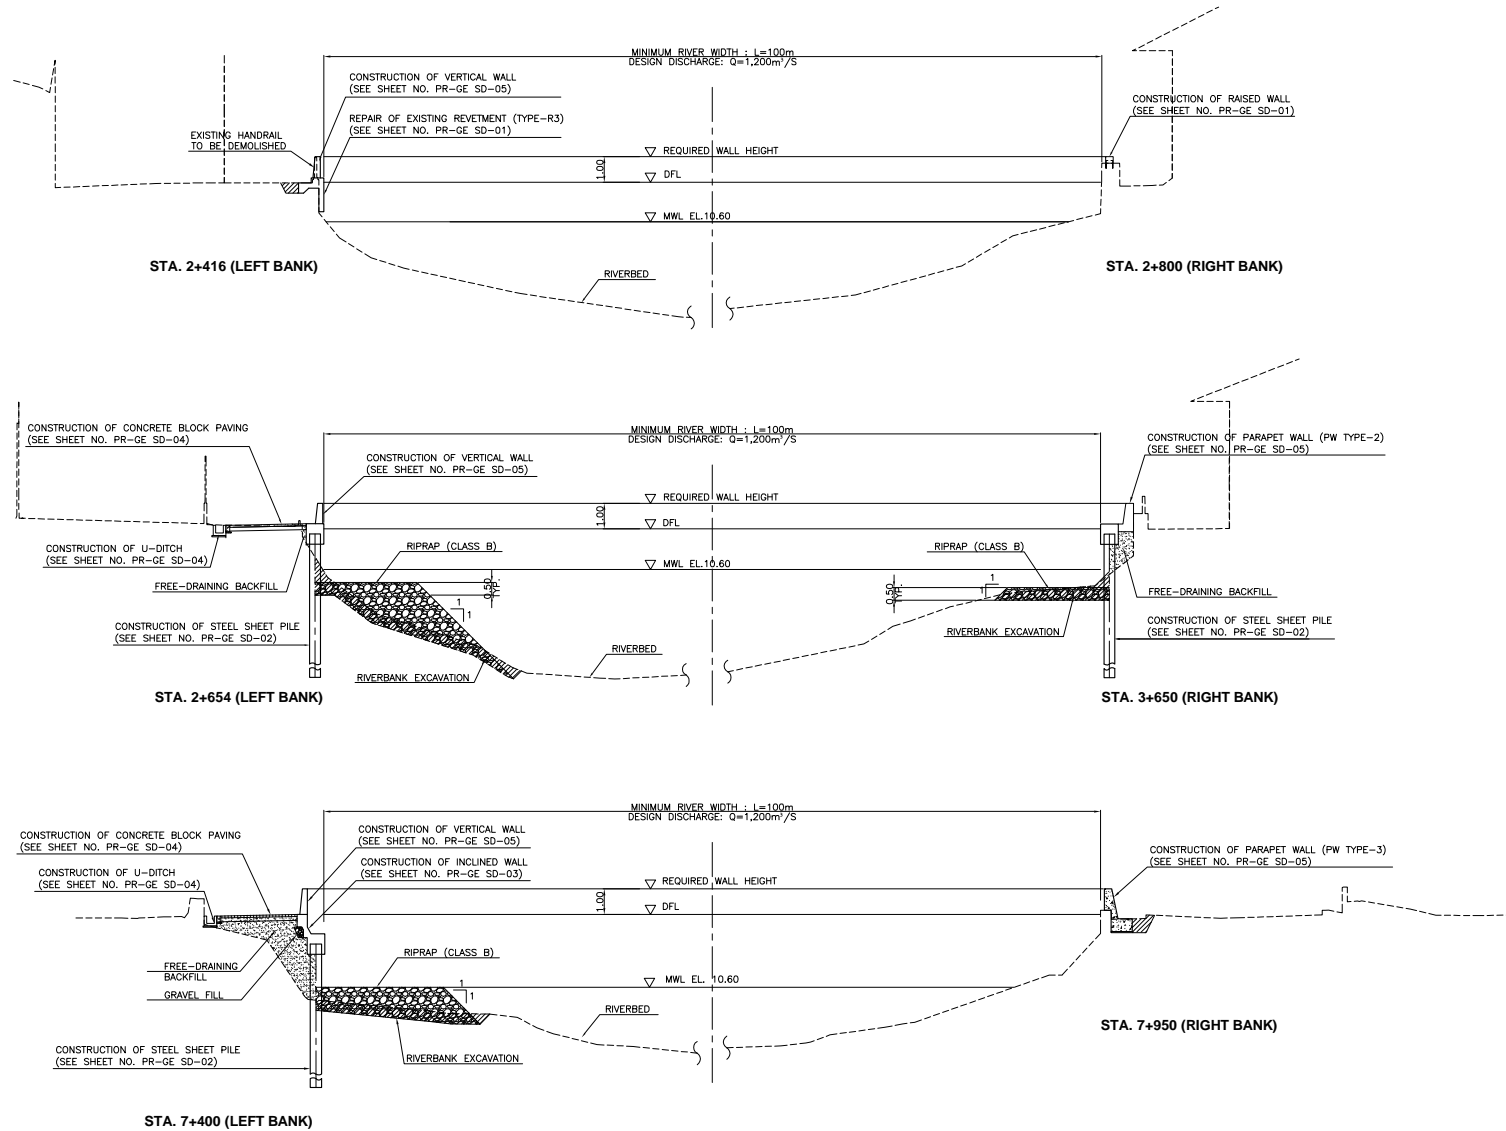 MINIMUM RIVER WIDTH : L=100m
DESIGN DISCHARGE: Q=1,200m³/S
CONSTRUCTION OF VERTICAL WALL
(SEE SHEET NO. PR-GE SD-05)
REPAIR OF EXISTING REVETMENT (TYPE-R3)
(SEE SHEET NO. PR-GE SD-01)
EXISTING HANDRAIL
TO BE DEMOLISHED
CONSTRUCTION OF RAISED WALL
(SEE SHEET NO. PR-GE SD-01)
REQUIRED WALL HEIGHT
1.00
DFL
MWL EL.10.60
RIVERBED
STA. 2+416 (LEFT BANK)
STA. 2+800 (RIGHT BANK)
MINIMUM RIVER WIDTH : L=100m
DESIGN DISCHARGE: Q=1,200m³/S
CONSTRUCTION OF CONCRETE BLOCK PAVING
(SEE SHEET NO. PR-GE SD-04)
CONSTRUCTION OF VERTICAL WALL
(SEE SHEET NO. PR-GE SD-05)
CONSTRUCTION OF PARAPET WALL (PW TYPE-2)
(SEE SHEET NO. PR-GE SD-05)
REQUIRED WALL HEIGHT
1.00
DFL
CONSTRUCTION OF U-DITCH
(SEE SHEET NO. PR-GE SD-04)
RIPRAP (CLASS B)
RIPRAP (CLASS B)
MWL EL.10.60
FREE-DRAINING BACKFILL
0.50
TYP.
1
1
0.50
TYP.
1
1
FREE-DRAINING BACKFILL
CONSTRUCTION OF STEEL SHEET PILE
(SEE SHEET NO. PR-GE SD-02)
RIVERBANK EXCAVATION
CONSTRUCTION OF STEEL SHEET PILE
(SEE SHEET NO. PR-GE SD-02)
RIVERBED
RIVERBANK EXCAVATION
STA. 2+654 (LEFT BANK)
STA. 3+650 (RIGHT BANK)
MINIMUM RIVER WIDTH : L=100m
DESIGN DISCHARGE: Q=1,200m³/S
CONSTRUCTION OF CONCRETE BLOCK PAVING
(SEE SHEET NO. PR-GE SD-04)
CONSTRUCTION OF VERTICAL WALL
(SEE SHEET NO. PR-GE SD-05)
CONSTRUCTION OF INCLINED WALL
(SEE SHEET NO. PR-GE SD-03)
CONSTRUCTION OF U-DITCH
(SEE SHEET NO. PR-GE SD-04)
CONSTRUCTION OF PARAPET WALL (PW TYPE-3)
(SEE SHEET NO. PR-GE SD-05)
REQUIRED WALL HEIGHT
1.00
DFL
RIPRAP (CLASS B)
FREE-DRAINING
BACKFILL
GRAVEL FILL
MWL EL. 10.60
1
1
RIVERBED
CONSTRUCTION OF STEEL SHEET PILE
(SEE SHEET NO. PR-GE SD-02)
RIVERBANK EXCAVATION
STA. 7+950 (RIGHT BANK)
STA. 7+400 (LEFT BANK)